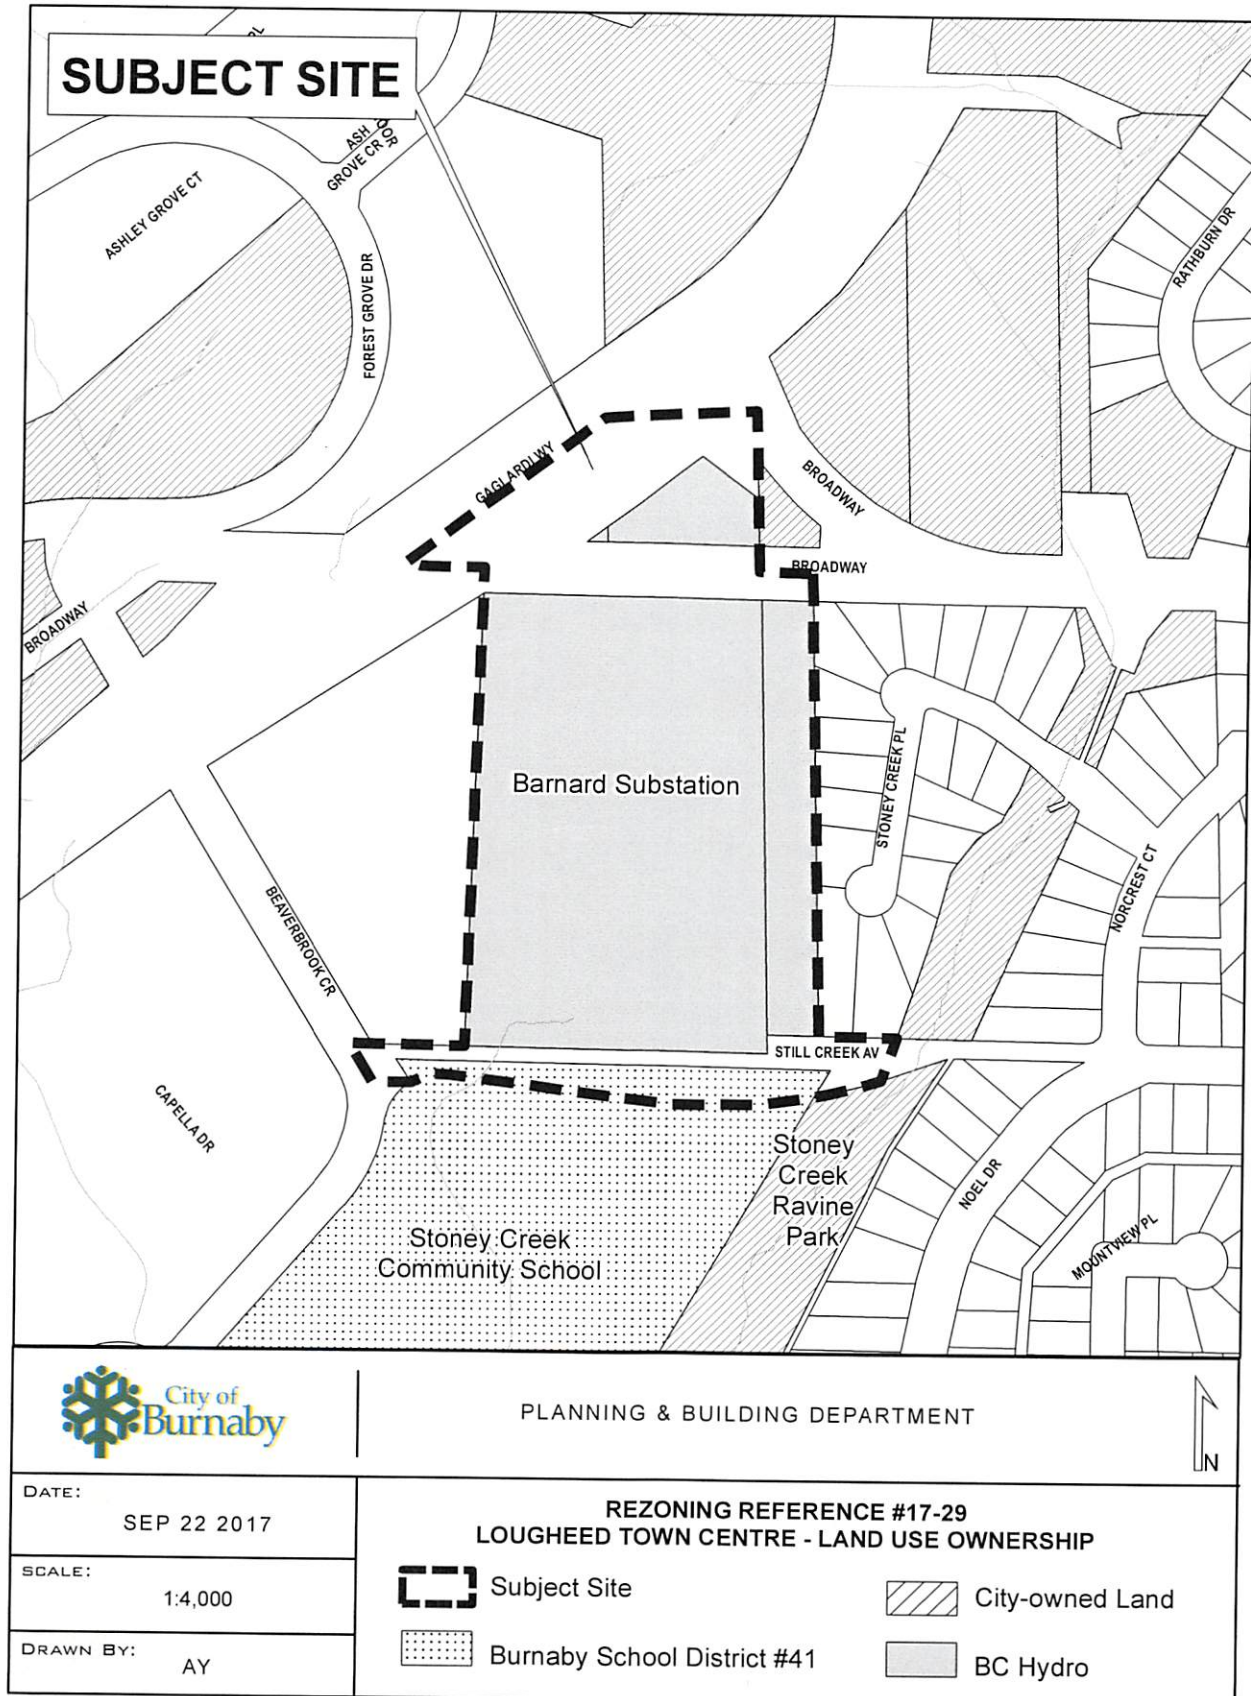 PL
SUBJECT SITE
ASH
GROVE CR
ASHLEY GROVE CT
FOREST GROVE DR
RATHBURN DR
GAGLARDI WY
BROADWAY
BROADWAY
BROADWAY
Barnard Substation
STONEY CREEK PL
NORCREST CT
BEAVERBROOK CR
STILL CREEK AV
CAPELLA DR
Stoney
Creek
Ravine
Park
NOEL DR
MOUNTVIEW PL
Stoney Creek
Community School
City of
Burnaby
PLANNING & BUILDING DEPARTMENT
N
DATE:
SEP 22 2017
REZONING REFERENCE #17-29
LOUGHEED TOWN CENTRE - LAND USE OWNERSHIP
SCALE:
1:4,000
Subject Site
City-owned Land
DRAWN BY:
AY
Burnaby School District #41
BC Hydro